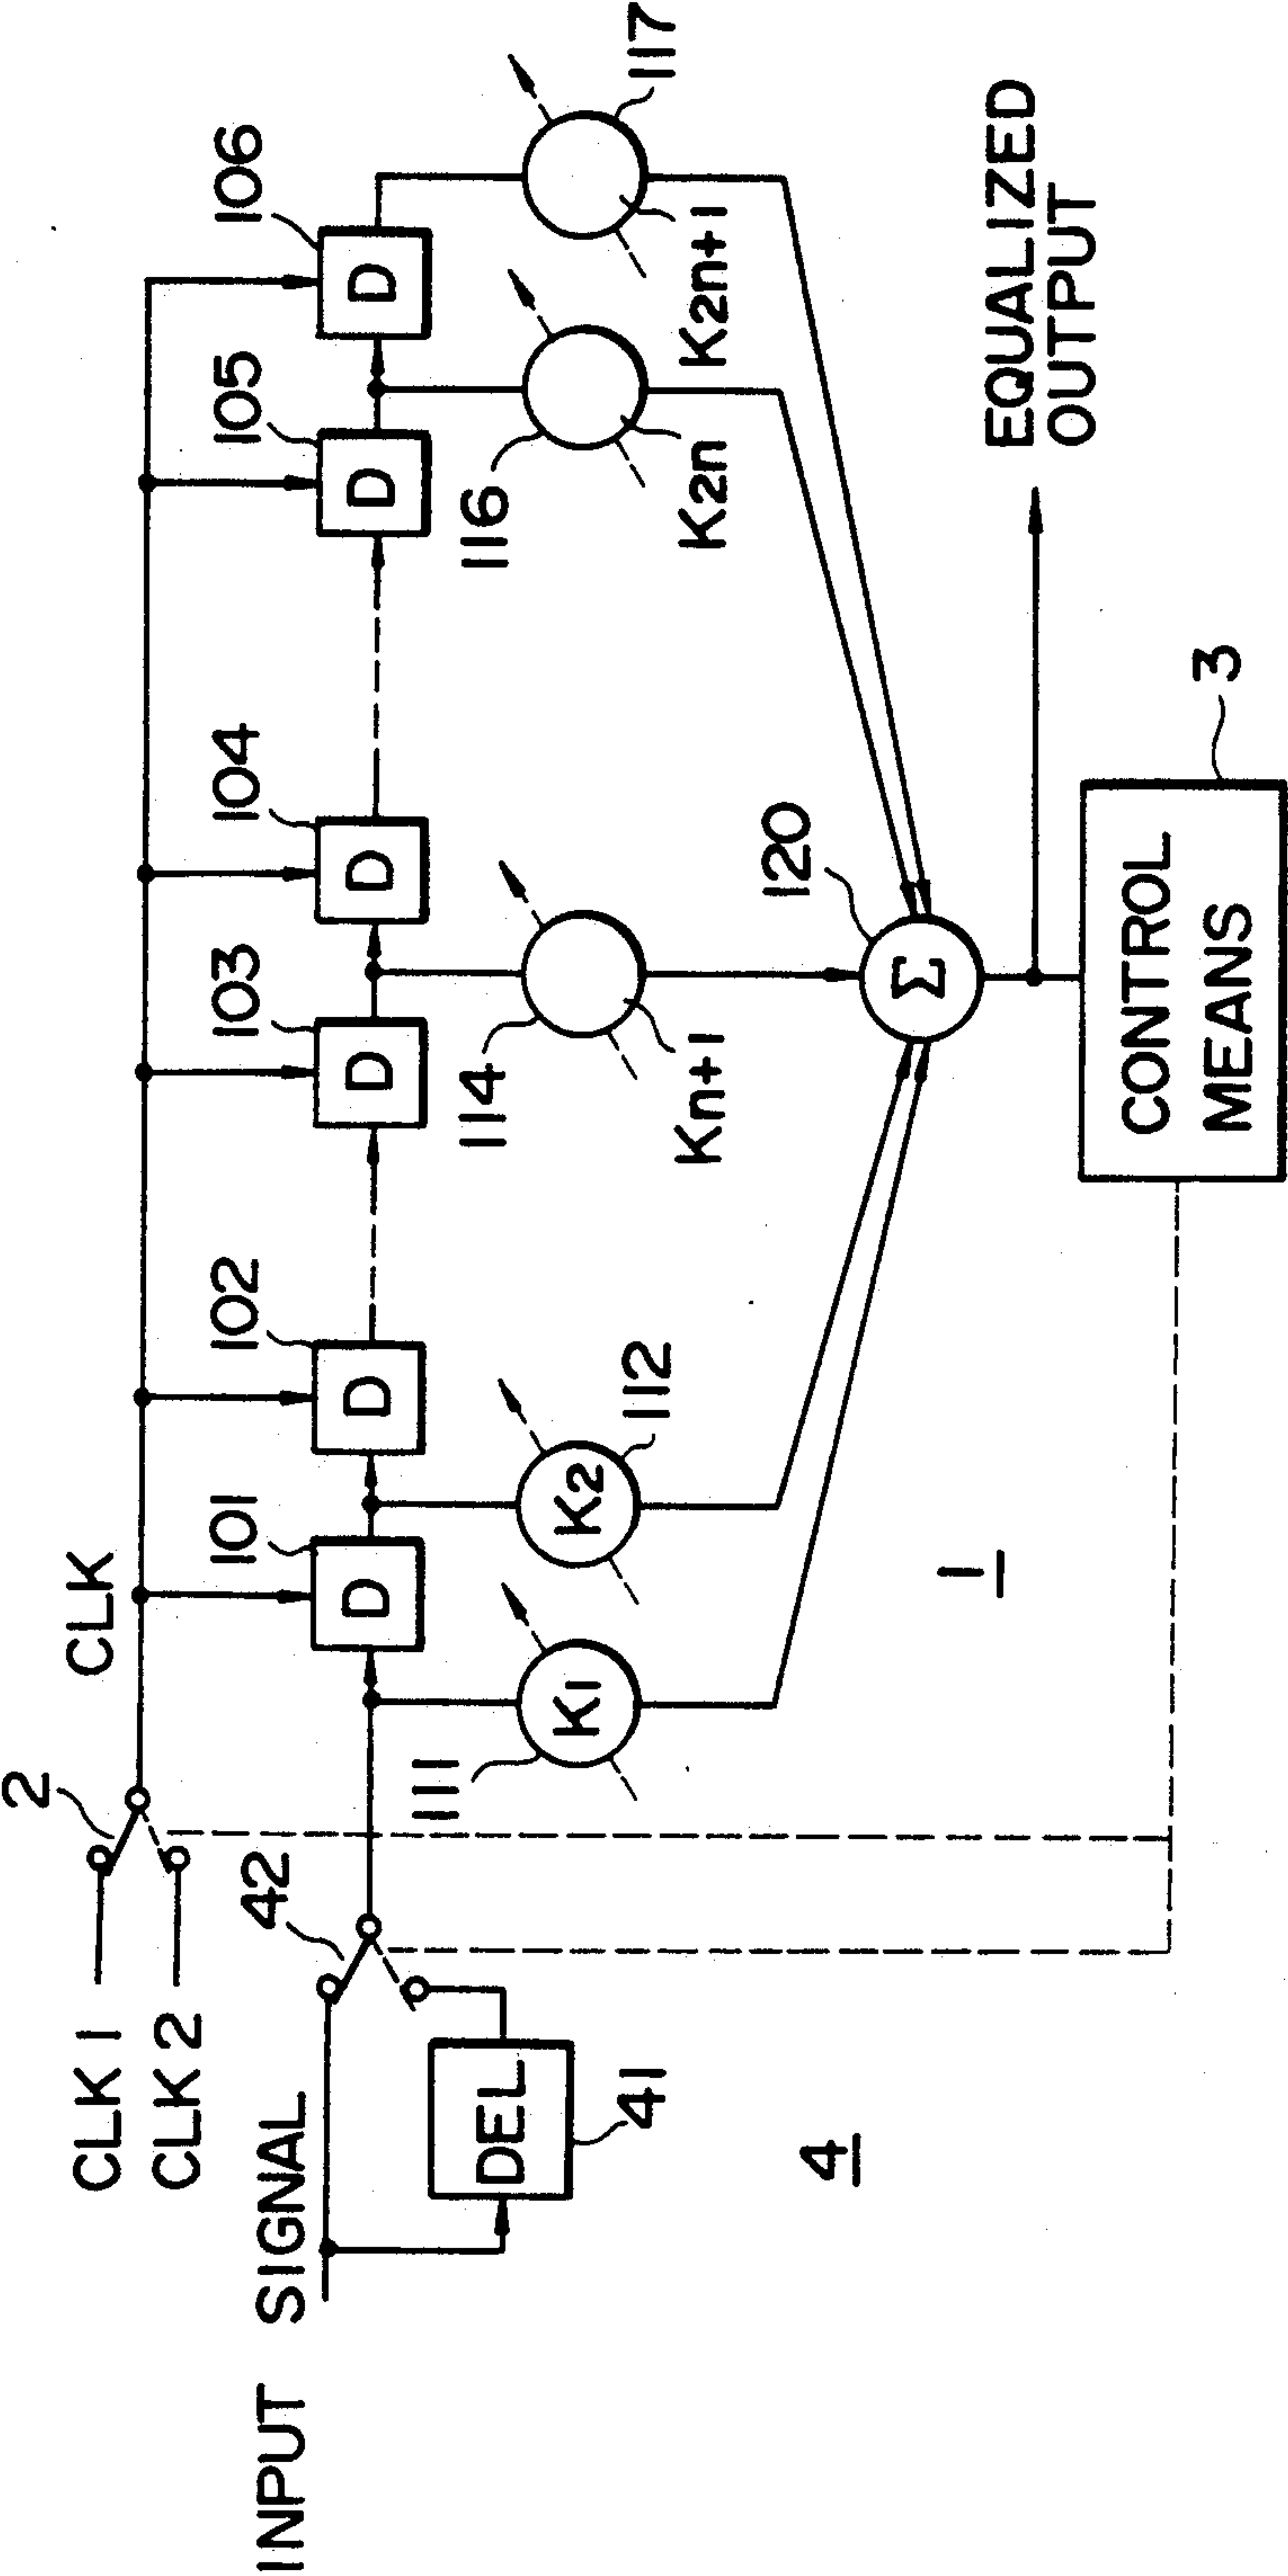 CLK 1
CLK 2
2
CLK
INPUT SIGNAL
42
DEL
41
4
101
102
103
104
105
106
D
D
D
D
D
D
111
K1
K2
112
114
Kn+1
116
K2n
K2n+1
117
120
Σ
1
EQUALIZED
OUTPUT
CONTROL
MEANS
3